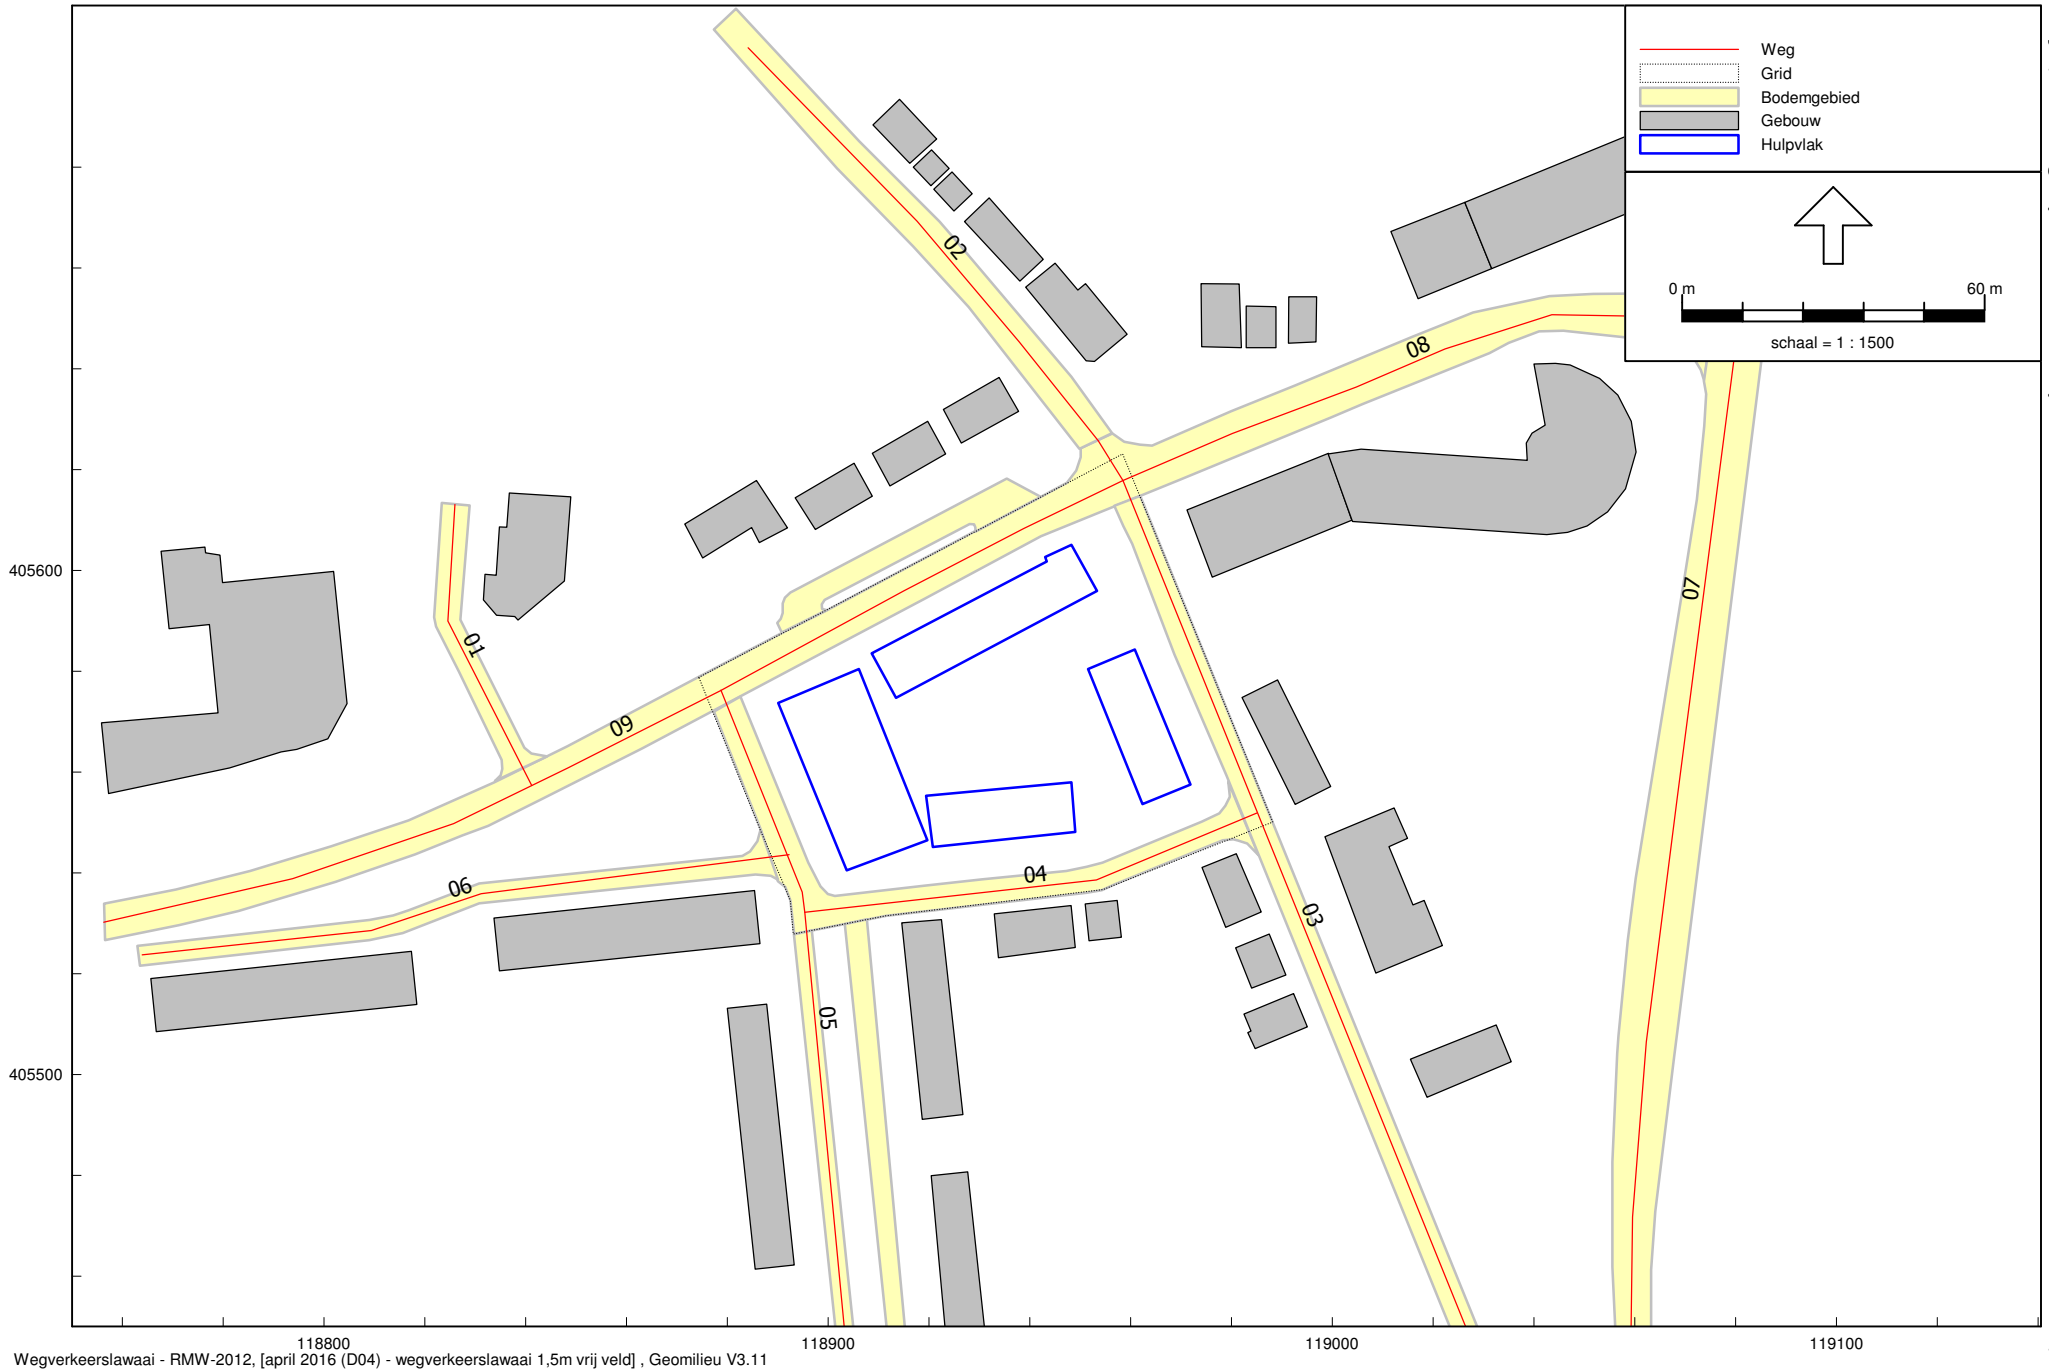 Weg
Grid
Bodemgebied
Gebouw
Hulpvlak
0 m
60 m
schaal = 1 : 1500
02
08
405600
07
01
09
06
04
03
05
405500
118800
118900
119000
119100
Wegverkeerslawaai - RMW-2012, [april 2016 (D04) - wegverkeerslawaai 1,5m vrij veld] , Geomilieu V3.11